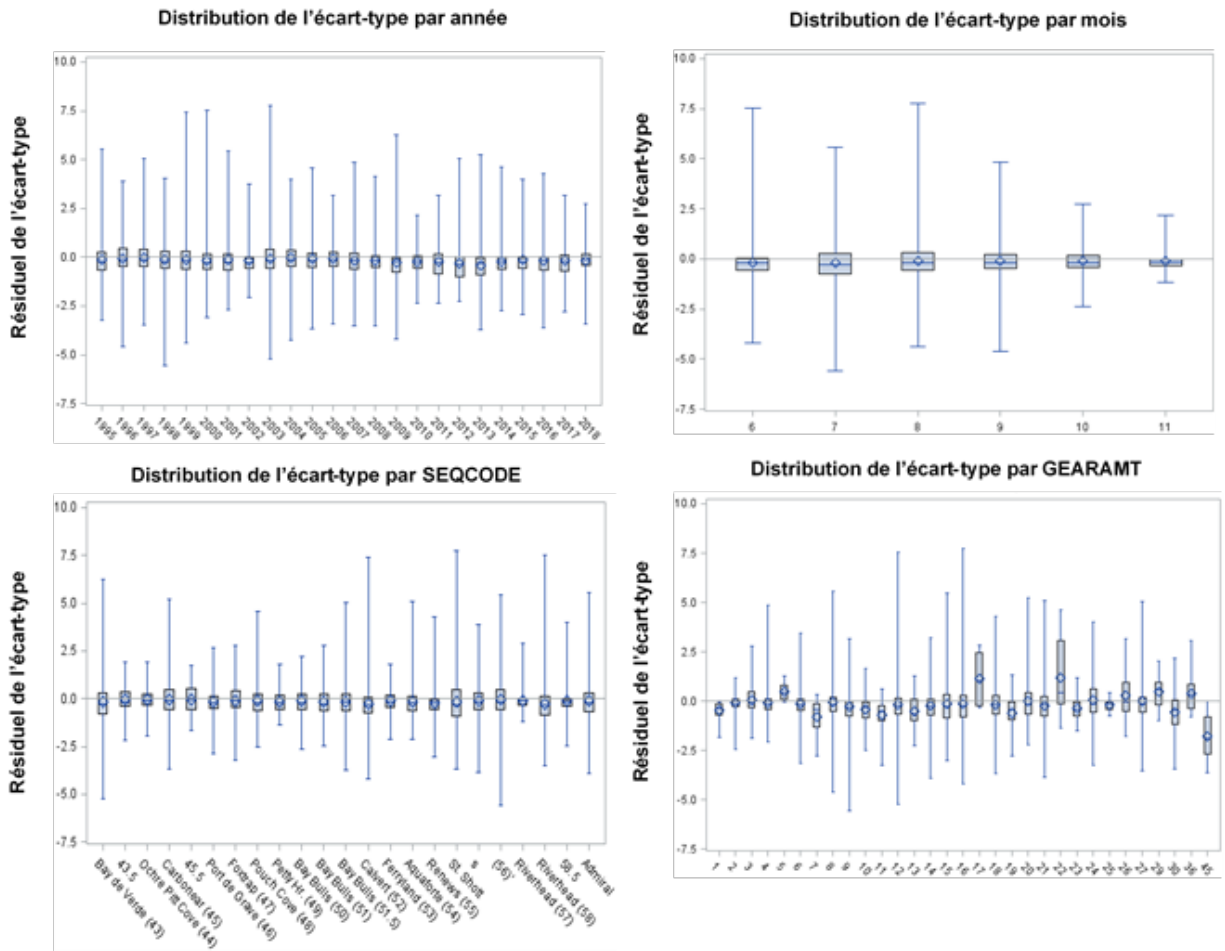 Distribution de l'écart-type par année
Résiduel de l'écart-type
10.0
7.5
5.0
2.5
0.0
-2.5
-5.0
-7.5
1995 1996 1997 1998 1999 2000 2001 2002 2003 2004 2005 2006 2007 2008 2009 2010 2011 2012 2013 2014 2015 2016 2017 2018
Distribution de l'écart-type par mois
Résiduel de l'écart-type
10.0
7.5
5.0
2.5
0.0
-2.5
-5.0
-7.5
6 7 8 9 10 11
Distribution de l'écart-type par SEQCODE
Résiduel de l'écart-type
10.0
7.5
5.0
2.5
0.0
-2.5
-5.0
-7.5
Bay de Verde (43)
43.5
Ochre Pitt Cove (44)
Carbonear (45)
45.5
Port de Grave (46)
Foxtrap (47)
Pouch Cove (48)
Petty Hr. (49)
Bay Bulls (50)
Bay Bulls (51)
Bay Bulls (51.5)
Calvert (52)
Ferryland (53)
Aquaforte (54)
Renews (55)
St. Shott
s
(56)'
Riverhead (57)
Riverhead (58)
58.5
Admiral
Distribution de l'écart-type par GEARAMT
Résiduel de l'écart-type
10.0
7.5
5.0
2.5
0.0
-2.5
-5.0
-7.5
1 2 3 4 5 6 7 8 9 10 11 12 13 14 15 16 17 18 19 20 21 22 23 24 25 26 27 29 30 36 45